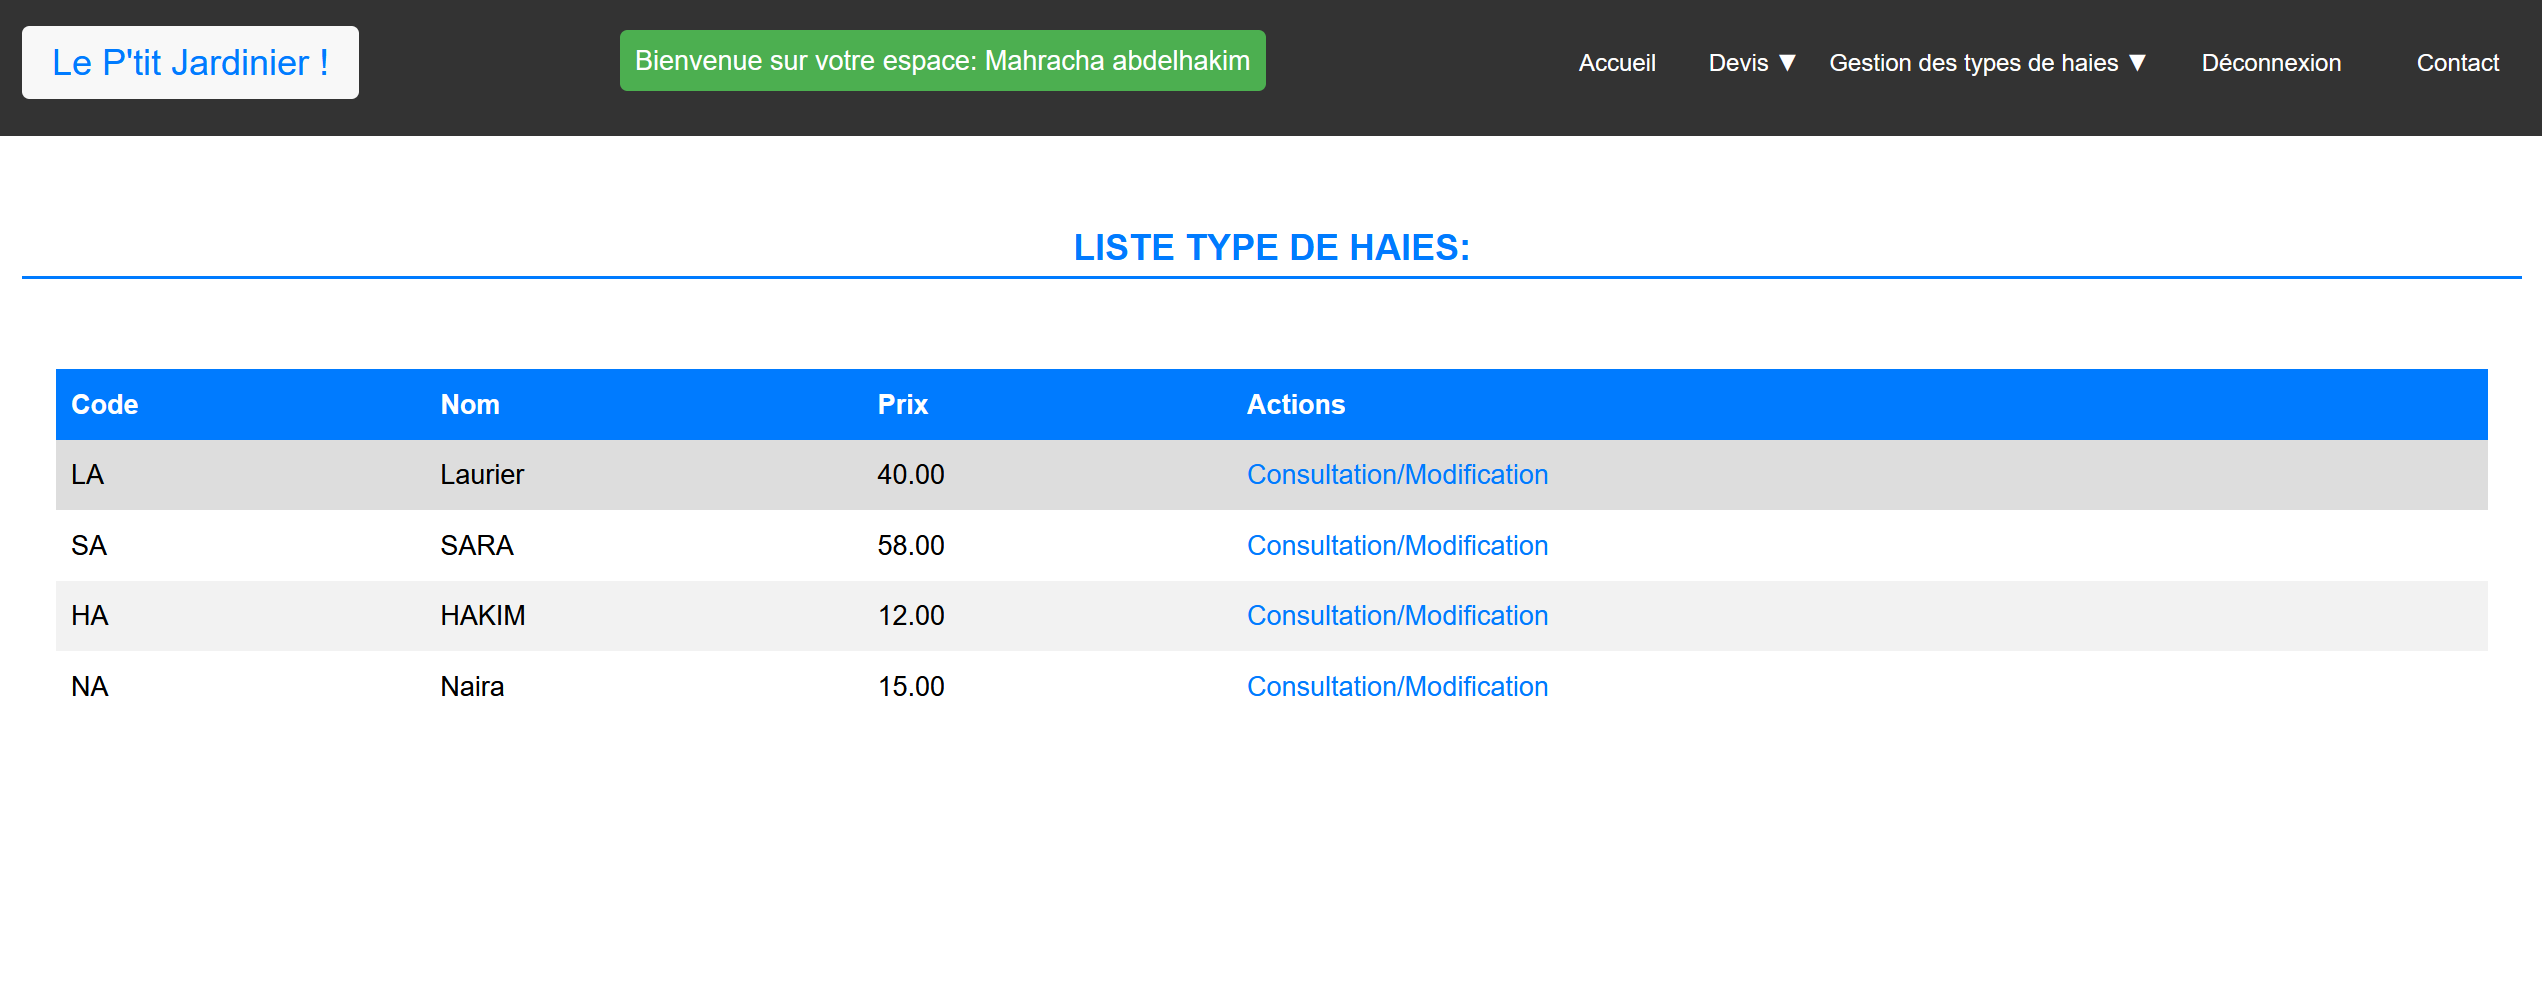 Le P'tit Jardinier !
Bienvenue sur votre espace: Mahracha abdelhakim
Accueil Devis ▼ Gestion des types de haies ▼ Déconnexion Contact
LISTE TYPE DE HAIES:
Code Nom Prix Actions
LA Laurier 40.00 Consultation/Modification
SA SARA 58.00 Consultation/Modification
HA HAKIM 12.00 Consultation/Modification
NA Naira 15.00 Consultation/Modification